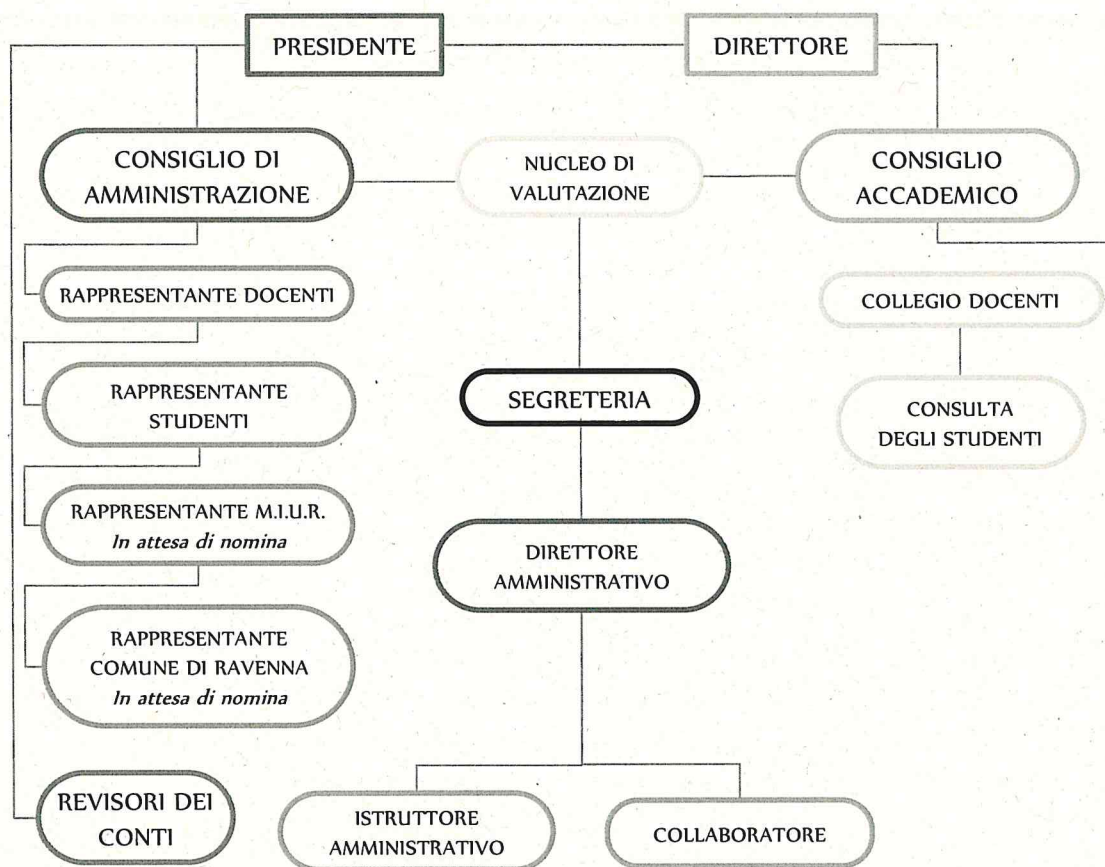 PRESIDENTE
DIRETTORE
CONSIGLIO DI
AMMINISTRAZIONE
NUCLEO DI
VALUTAZIONE
CONSIGLIO
ACCADEMICO
RAPPRESENTANTE DOCENTI
COLLEGIO DOCENTI
RAPPRESENTANTE
STUDENTI
SEGRETERIA
CONSULTA
DEGLI STUDENTI
RAPPRESENTANTE M.I.U.R.
In attesa di nomina
DIRETTORE
AMMINISTRATIVO
RAPPRESENTANTE
COMUNE DI RAVENNA
In attesa di nomina
REVISORI DEI
CONTI
ISTRUTTORE
AMMINISTRATIVO
COLLABORATORE